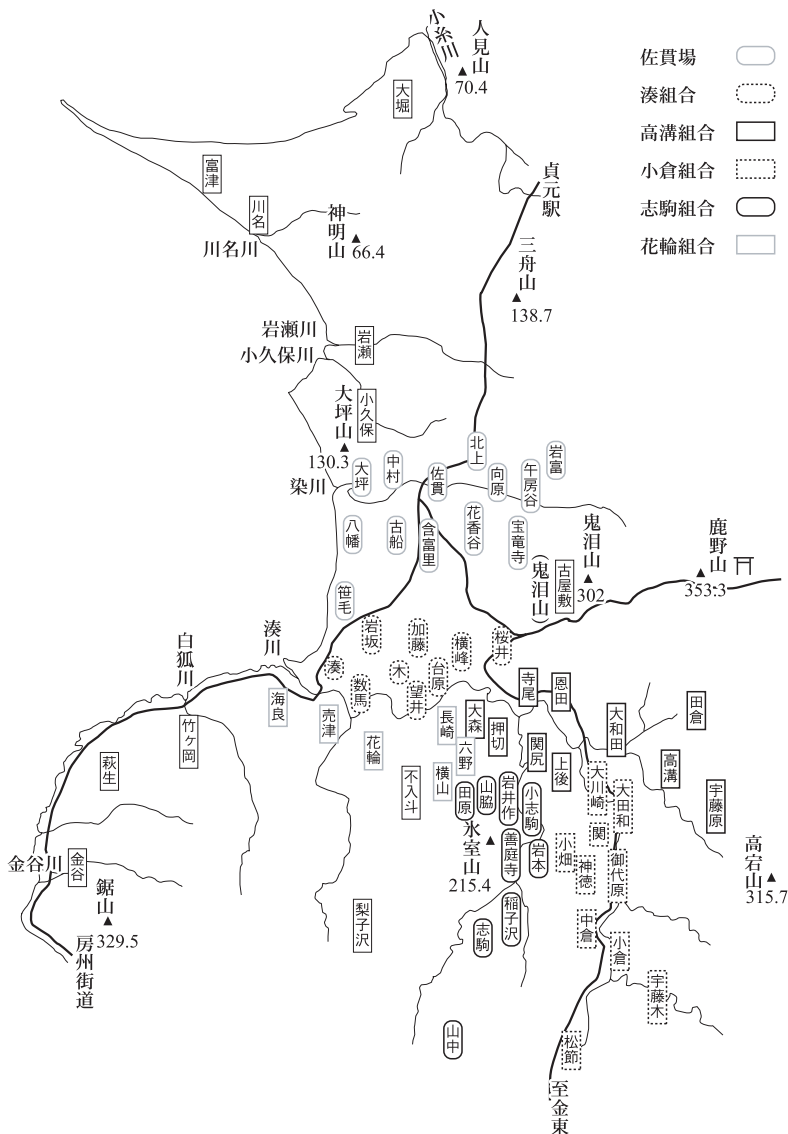 小糸川
人見山
70.4
大堀
佐貫場
湊組合
高溝組合
小倉組合
志駒組合
花輪組合
富津
川名
神明山
66.4
川名川
貞元駅
三舟山
138.7
岩瀬川
岩瀬
小久保川
小久保
大坪山
130.3
北上
岩富
中村
大坪
佐貫
向原
午房谷
染川
八幡
古船
含富里
花香谷
宝竜寺
鬼泪山
302
(鬼泪山)
古屋敷
鹿野山
353.3
笹毛
岩坂
加藤
横峰
桜井
湊川
白狐川
湊
数馬
木
台原
望井
寺尾
恩田
海良
売津
長崎
大森
押切
大和田
田倉
竹ヶ岡
花輪
六野
関尻
上後
高溝
萩生
不入斗
横山
田原
山脇
岩井作
小志駒
大川崎
大田和
宇藤原
関
氷室山
215.4
善庭寺
岩本
小畑
神徳
御代原
高宕山
315.7
金谷川
金谷
鋸山
329.5
梨子沢
稲子沢
志駒
中倉
小倉
房州街道
宇藤木
山中
松節
至金東